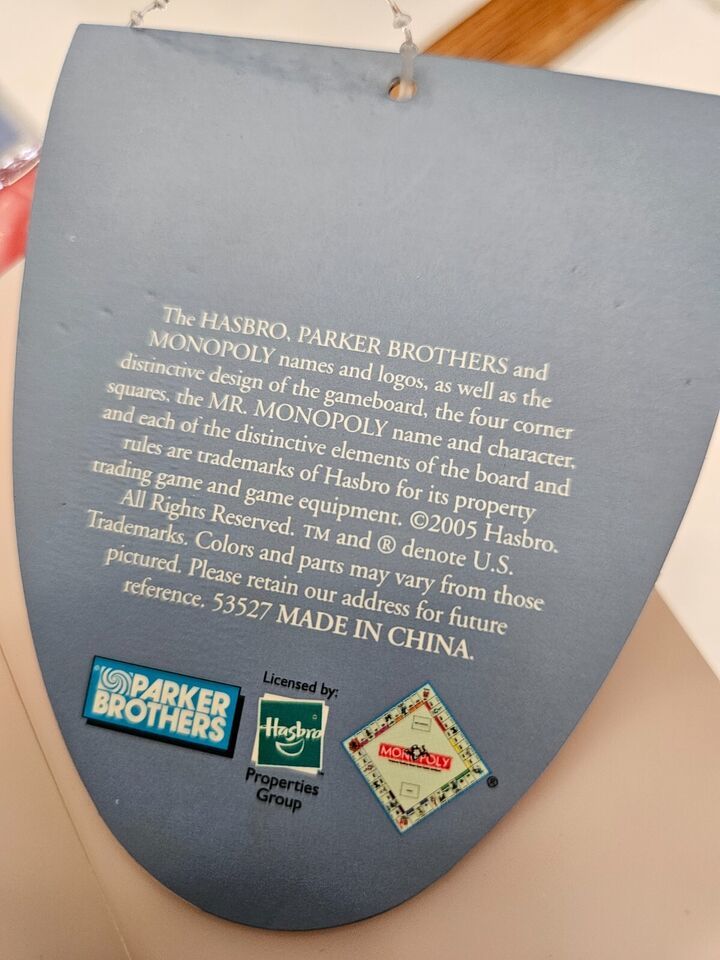 The HASBRO, PARKER BROTHERS and
MONOPOLY names and logos, as well as the
distinctive design of the gameboard, the four corner
squares, the MR. MONOPOLY name and character,
and each of the distinctive elements of the board and
rules are trademarks of Hasbro for its property
trading game and game equipment. ©2005 Hasbro.
All Rights Reserved. TM and ® denote U.S.
Trademarks. Colors and parts may vary from those
pictured. Please retain our address for future
reference. 53527 MADE IN CHINA.
PARKER
BROTHERS
Licensed by:
Hasbro
Properties
Group
MONOPOLY
®